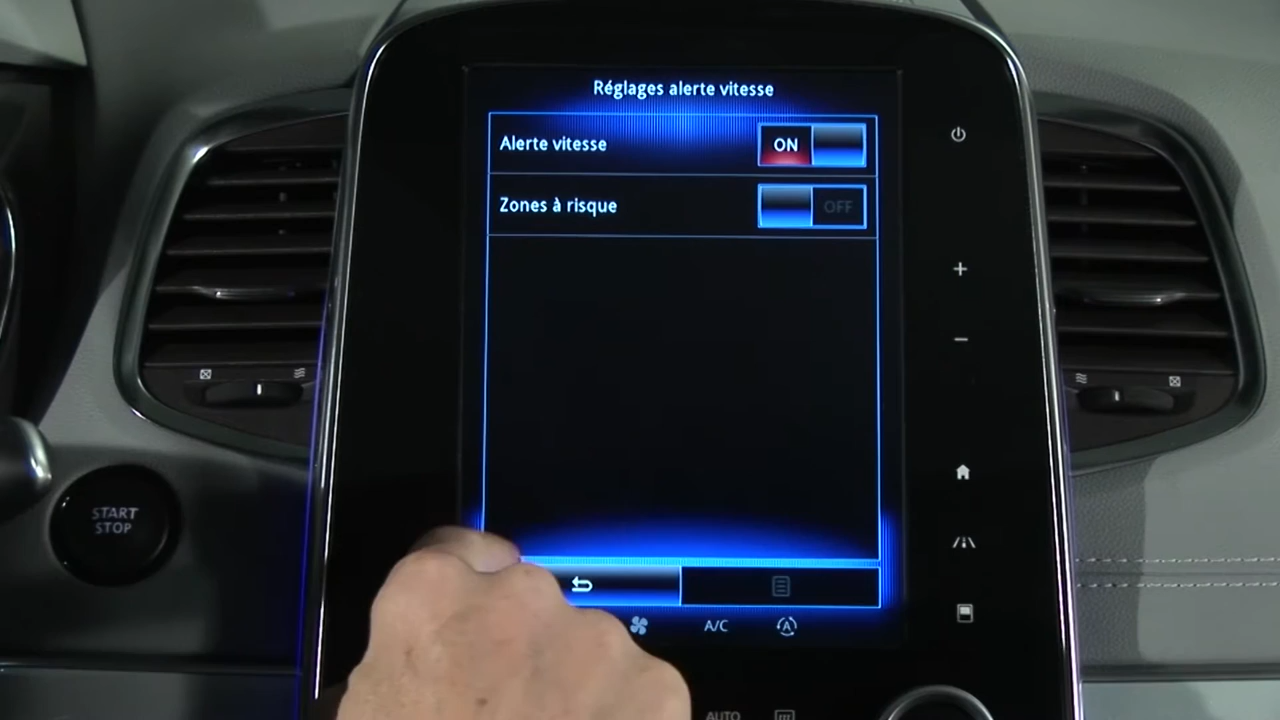 Réglages alerte vitesse
Alerte vitesse ON
Zones à risque OFF
START
STOP
A/C
A
AUTO